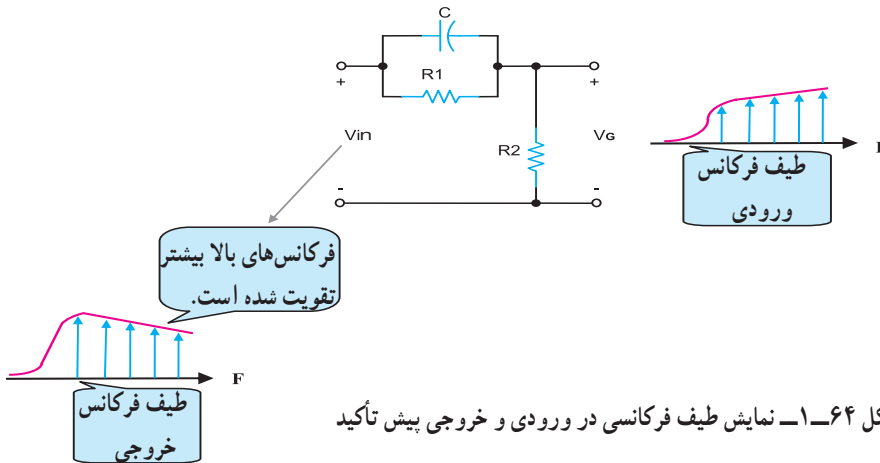 C
+
R1
+
Vin
R2
VG
-
-
طیف فرکانس
ورودی
فرکانس‌های بالا بیشتر
تقویت شده است.
F
طیف فرکانس
خروجی
کل ۶۴ــ۱ــ نمایش طیف فرکانسی در ورودی و خروجی پیش تأکید